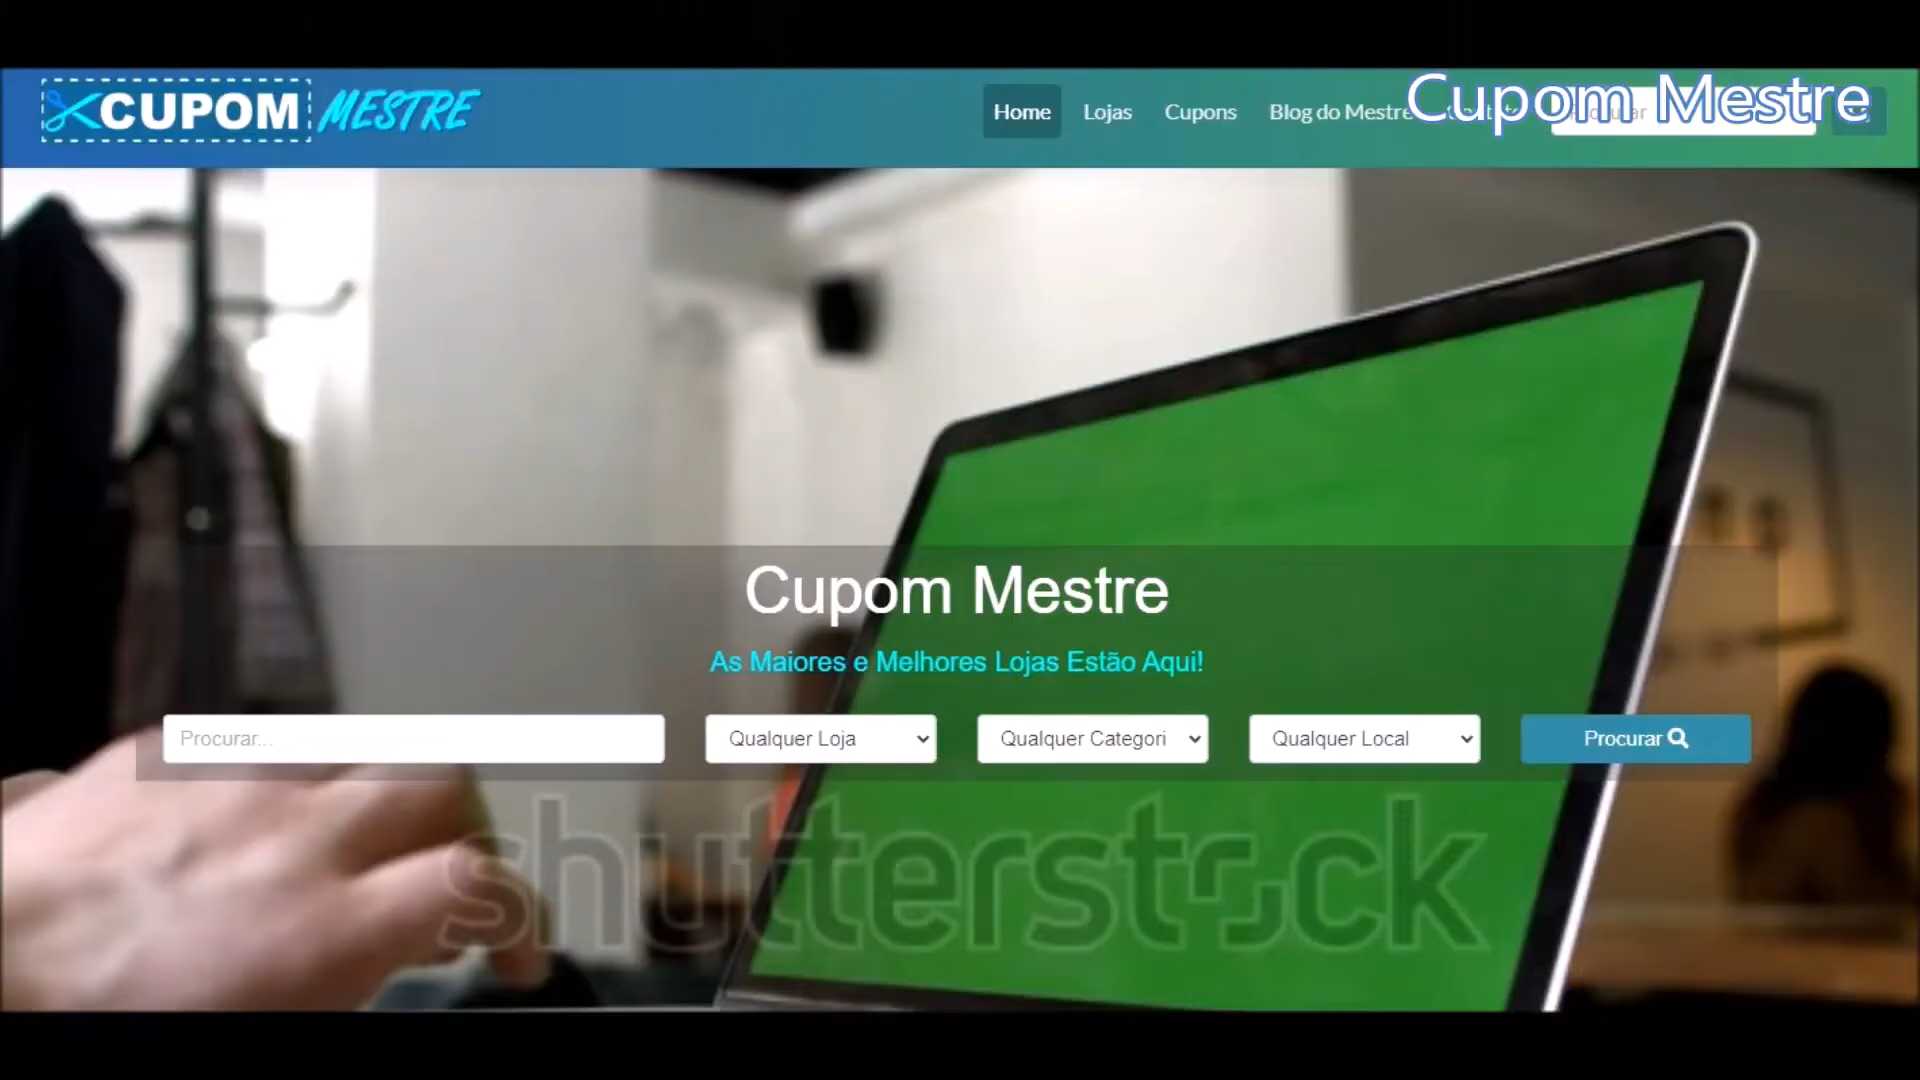 CUPOM MESTRE
Home
Lojas
Cupons
Blog do Mestre
Cupom Mestre
Cupom Mestre
As Maiores e Melhores Lojas Estão Aqui!
Procurar...
Qualquer Loja
Qualquer Categori
Qualquer Local
Procurar
shutterstock